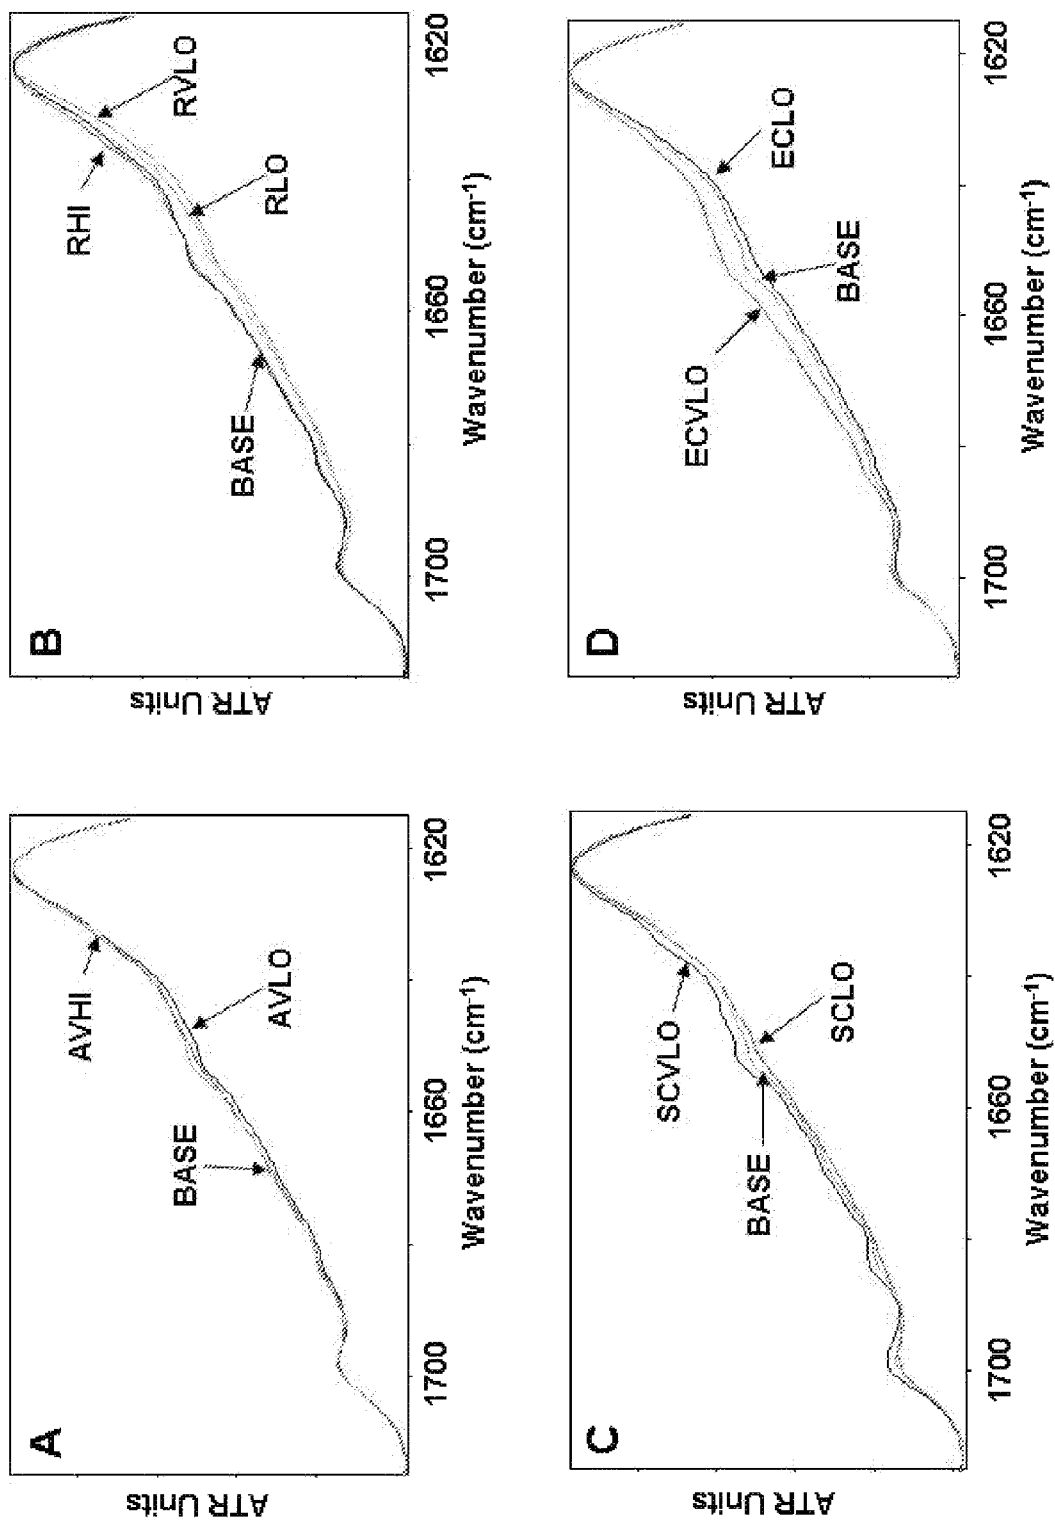 A
ATR Units
AVHI
BASE
AVLO
1700
1660
1620
Wavenumber (cm-1)
B
ATR Units
RHI
RVLO
BASE
RLO
1700
1660
1620
Wavenumber (cm-1)
C
ATR Units
SCVLO
BASE
SCLO
1700
1660
1620
Wavenumber (cm-1)
D
ATR Units
ECVLO
ECLO
BASE
1700
1660
1620
Wavenumber (cm-1)